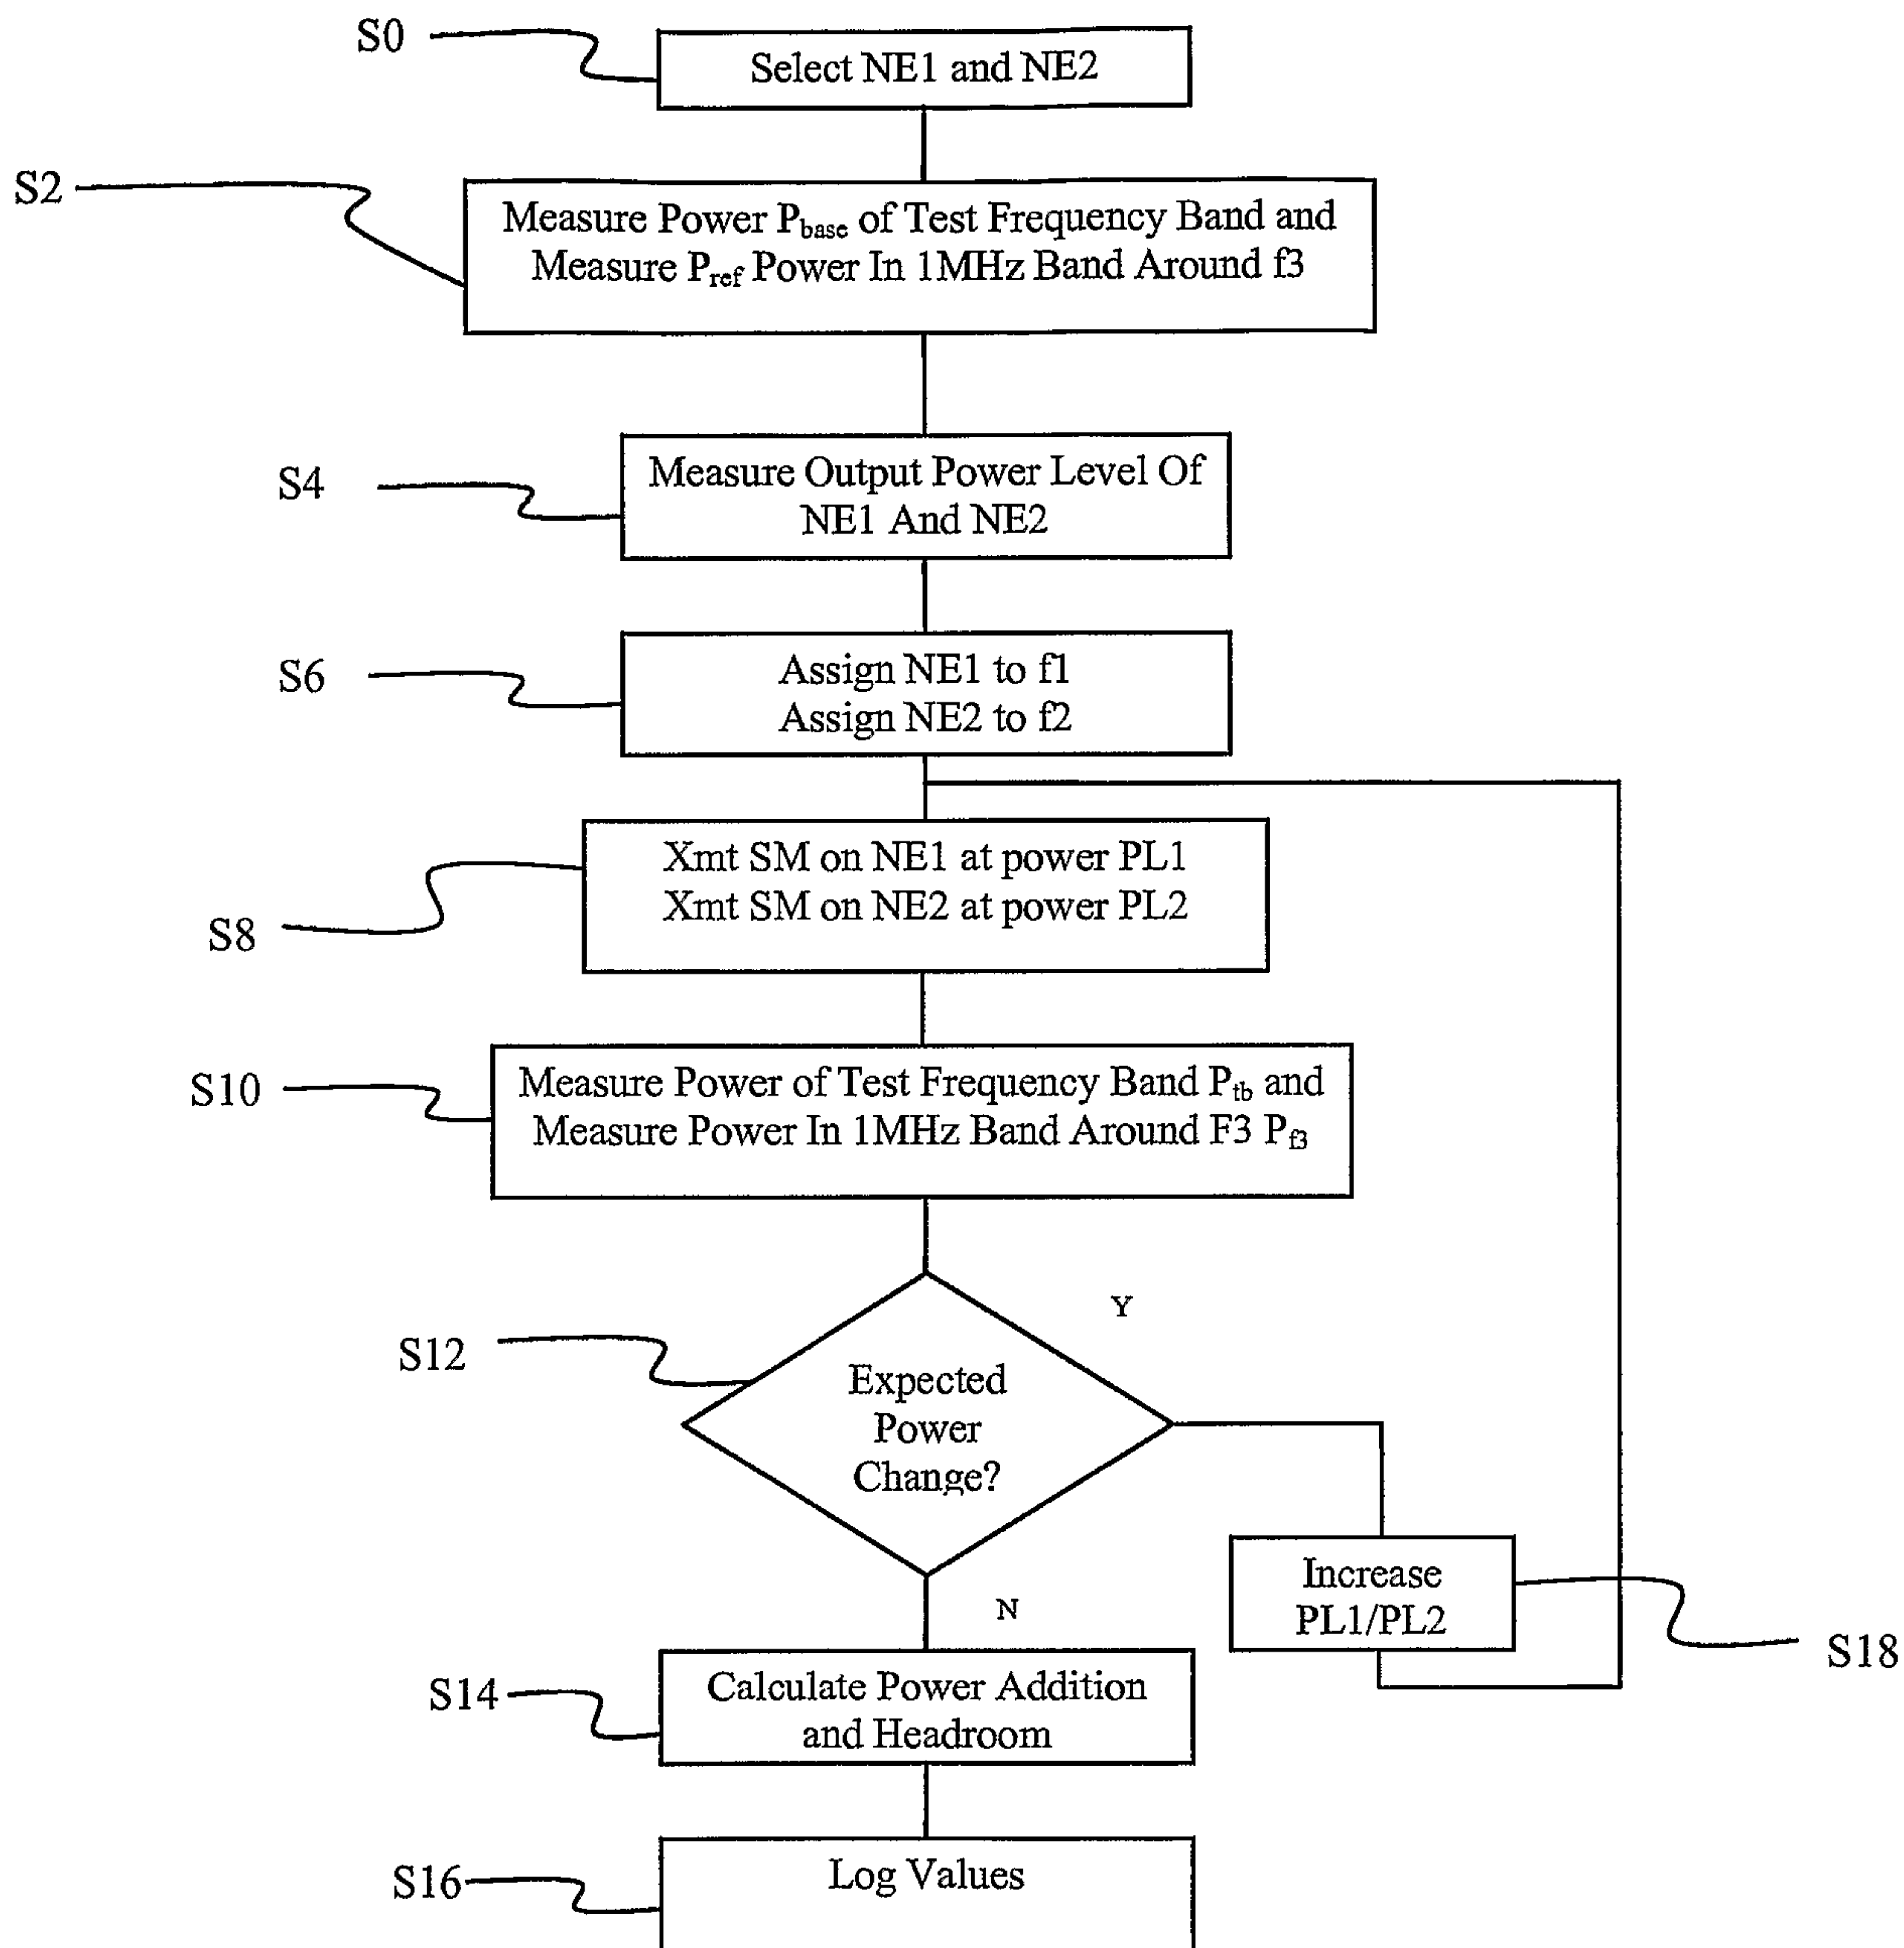 S0
Select NE1 and NE2
S2
Measure Power Pbase of Test Frequency Band and
Measure Pref Power In 1MHz Band Around f3
S4
Measure Output Power Level Of
NE1 And NE2
S6
Assign NE1 to f1
Assign NE2 to f2
S8
Xmt SM on NE1 at power PL1
Xmt SM on NE2 at power PL2
S10
Measure Power of Test Frequency Band Ptb and
Measure Power In 1MHz Band Around F3 Pf3
Y
S12
Expected
Power
Change?
N
Increase
PL1/PL2
S18
S14
Calculate Power Addition
and Headroom
S16
Log Values